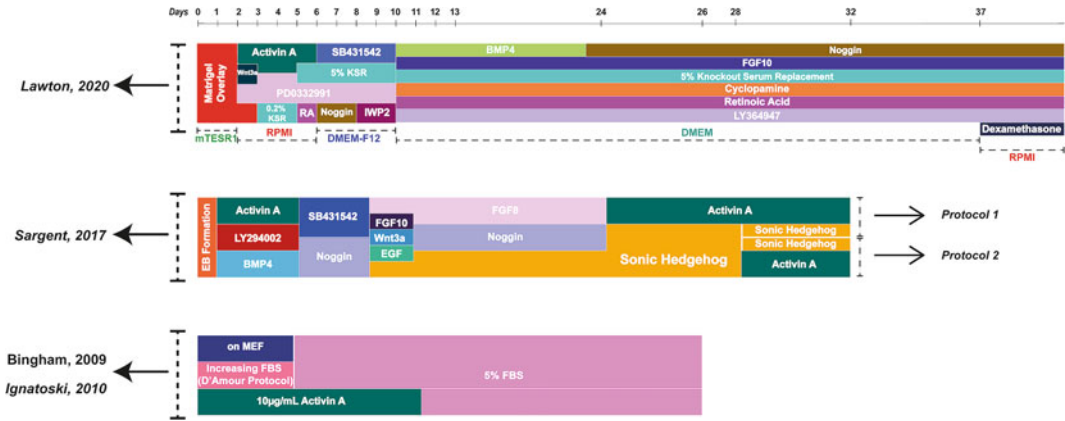 Days 0 1 2 3 4 5 6 7 8 9 10 11 12 13 24 26 28 32 37
Lawton, 2020
Matrigel
Overlay
Activin A
SB431542
BMP4
Noggin
Wnt3a
5% KSR
FGF10
5% Knockout Serum Replacement
PD0332991
Cyclopamine
0.2%
KSR
RA
Noggin
IWP2
Retinoic Acid
LY364947
mTESR1
RPMI
DMEM-F12
DMEM
Dexamethasone
RPMI
Sargent, 2017
EB Formation
Activin A
LY294002
BMP4
SB431542
Noggin
FGF8
FGF10
Wnt3a
EGF
Noggin
Sonic Hedgehog
Activin A
Sonic Hedgehog
Sonic Hedgehog
Activin A
Protocol 1
Protocol 2
Bingham, 2009
Ignatoski, 2010
on MEF
Increasing FBS
(D'Amour Protocol)
5% FBS
10µg/mL Activin A